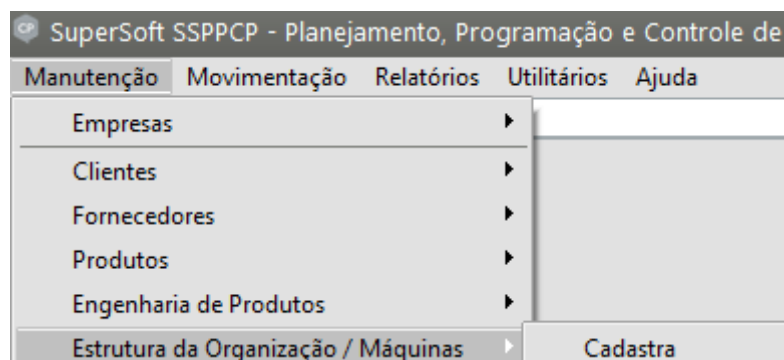 SuperSoft SSPPCP - Planejamento, Programação e Controle de
Manutenção Movimentação Relatórios Utilitários Ajuda
Empresas
Clientes
Fornecedores
Produtos
Engenharia de Produtos
Estrutura da Organização / Máquinas Cadastra